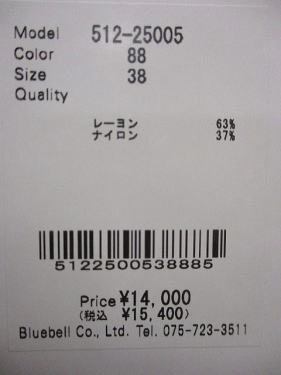 Model 512-25005
Color 88
Size 38
Quality
レーヨン 63%
ナイロン 37%
5122500538885
Price ¥14,000
(税込 ¥15,400)
Bluebell Co., Ltd. Tel. 075-723-3511